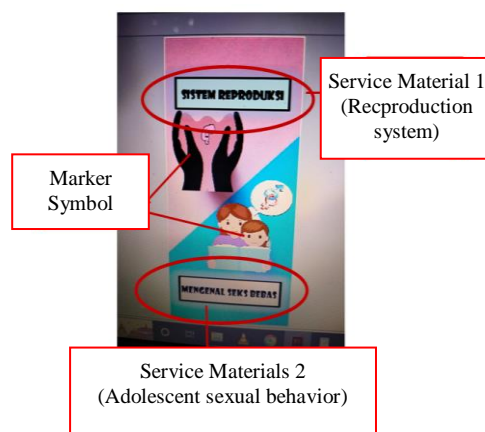 SISTEM REPRODUKSI
Service Material 1
(Recproduction
system)
Marker
Symbol
MENGENAL SEKS BEBAS
Service Materials 2
(Adolescent sexual behavior)